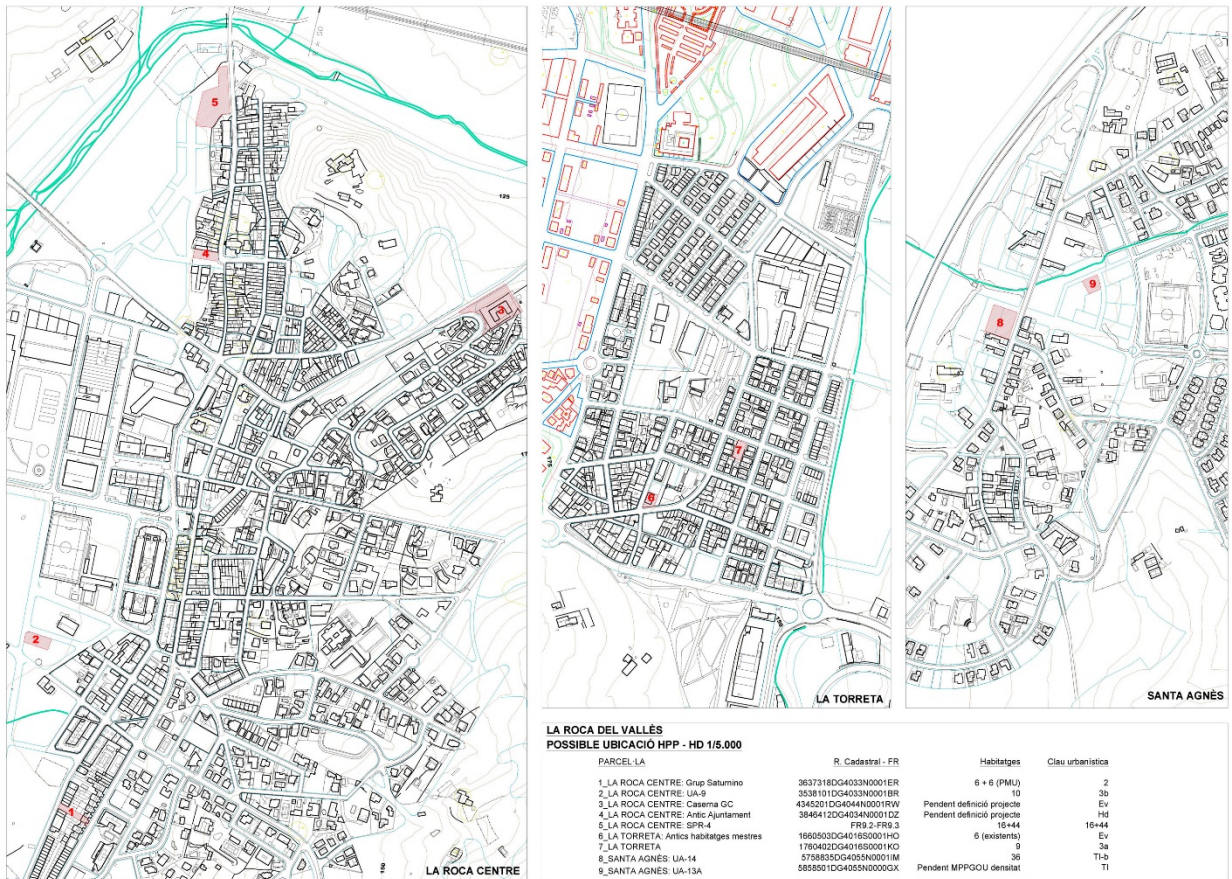 5
4
3
125
2
1
150
LA ROCA CENTRE
7
6
175
LA TORRETA
9
8
SANTA AGNÈS
LA ROCA DEL VALLÈS
POSSIBLE UBICACIÓ HPP - HD 1/5.000
PARCEL·LA R. Cadastral - FR Habitatges Clau urbanística
1_LA ROCA CENTRE: Grup Saturnino 3637318DG4033N0001ER 6 + 6 (PMU) 2
2_LA ROCA CENTRE: UA-9 3538101DG4033N0001BR 10 3b
3_LA ROCA CENTRE: Caserna GC 4345201DG4044N0001RW Pendent definició projecte Ev
4_LA ROCA CENTRE: Antic Ajuntament 3846412DG4034N0001DZ Pendent definició projecte Hd
5_LA ROCA CENTRE: SPR-4 FR9.2-FR9.3 16+44 16+44
6_LA TORRETA: Antics habitatges mestres 1660503DG4016S0001HO 6 (existents) Ev
7_LA TORRETA 1760402DG4016S0001KO 9 3a
8_SANTA AGNÈS: UA-14 5758835DG4055N0001IM 36 TI-b
9_SANTA AGNÈS: UA-13A 5858501DG4055N0000GX Pendent MPPGOU densitat TI